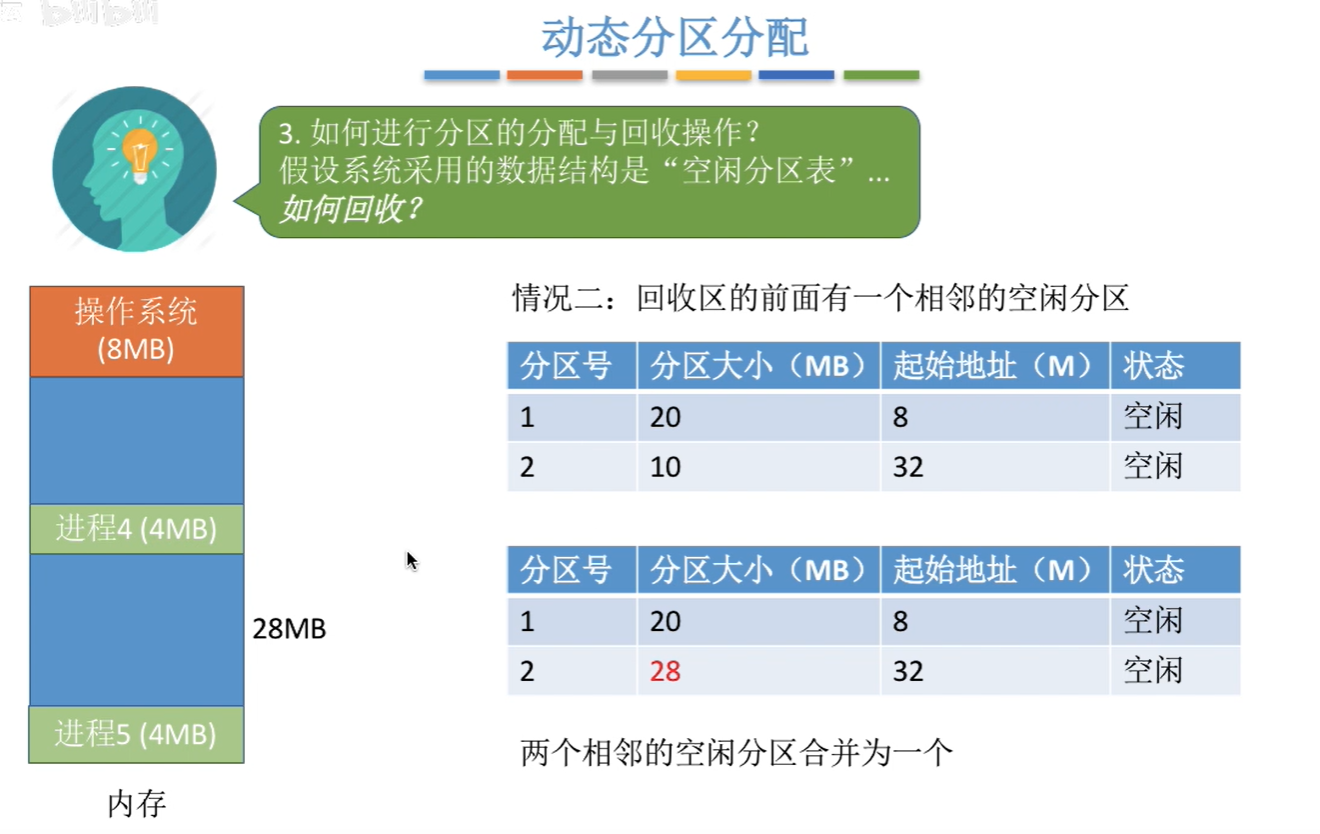 动态分区分配
3. 如何进行分区的分配与回收操作？
假设系统采用的数据结构是“空闲分区表”...
如何回收？
操作系统
(8MB)
进程4 (4MB)
28MB
进程5 (4MB)
内存
情况二：回收区的前面有一个相邻的空闲分区
分区号 分区大小（MB） 起始地址（M） 状态
1 20 8 空闲
2 10 32 空闲
分区号 分区大小（MB） 起始地址（M） 状态
1 20 8 空闲
2 28 32 空闲
两个相邻的空闲分区合并为一个